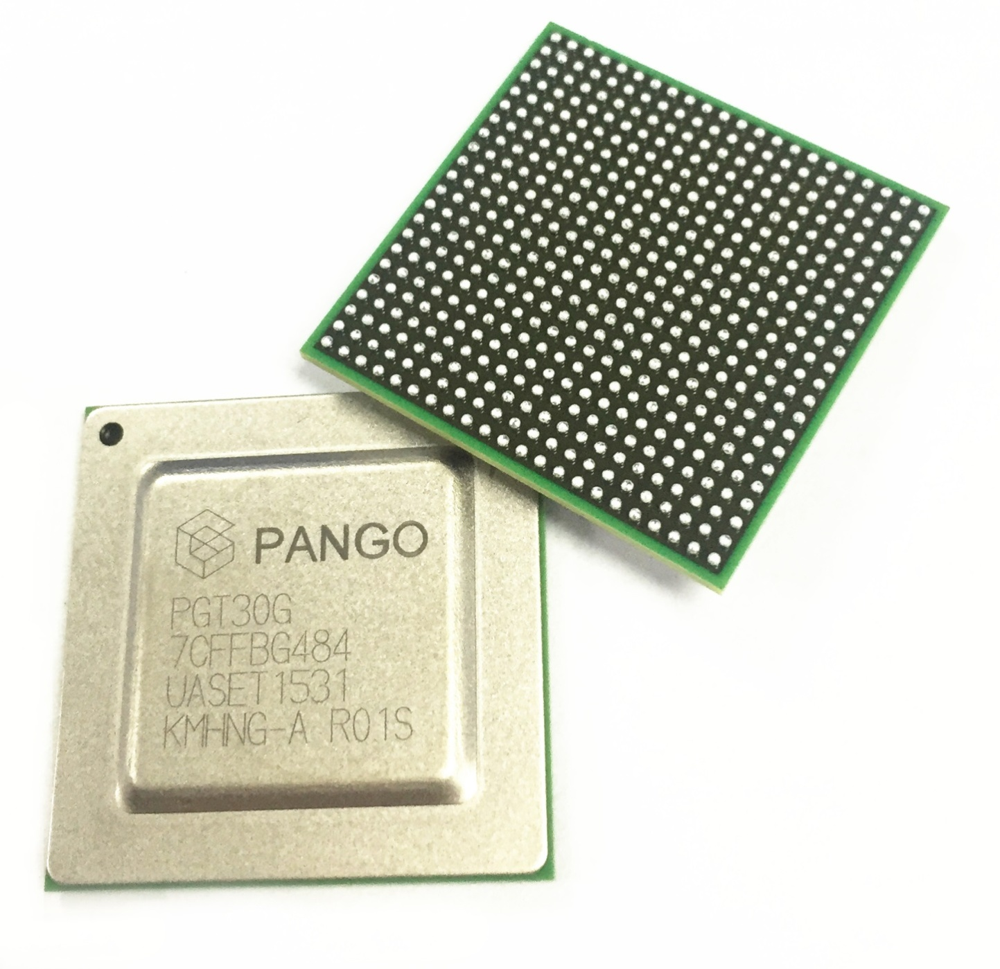 PANGO
PGT30G
7CFFBG484
UASET1531
KMHNG-A R01S